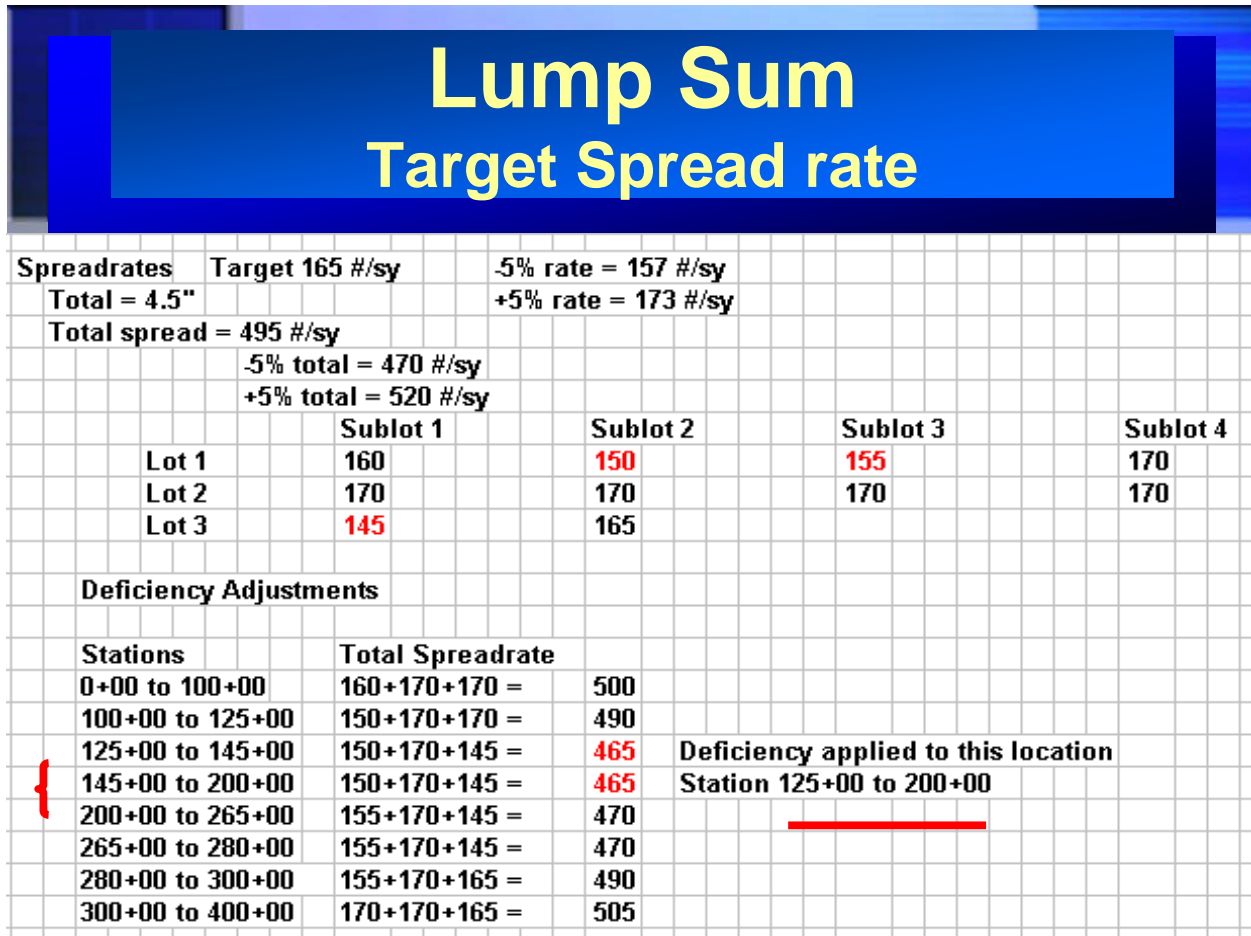 Lump Sum
Target Spread rate
Spreadrates Target 165 #/sy -5% rate = 157 #/sy
Total = 4.5" +5% rate = 173 #/sy
Total spread = 495 #/sy
-5% total = 470 #/sy
+5% total = 520 #/sy
Sublot 1 Sublot 2 Sublot 3 Sublot 4
Lot 1 160 150 155 170
Lot 2 170 170 170 170
Lot 3 145 165
Deficiency Adjustments
Stations Total Spreadrate
0+00 to 100+00 160+170+170 = 500
100+00 to 125+00 150+170+170 = 490
125+00 to 145+00 150+170+145 = 465 Deficiency applied to this location
145+00 to 200+00 150+170+145 = 465 Station 125+00 to 200+00
200+00 to 265+00 155+170+145 = 470
265+00 to 280+00 155+170+145 = 470
280+00 to 300+00 155+170+165 = 490
300+00 to 400+00 170+170+165 = 505